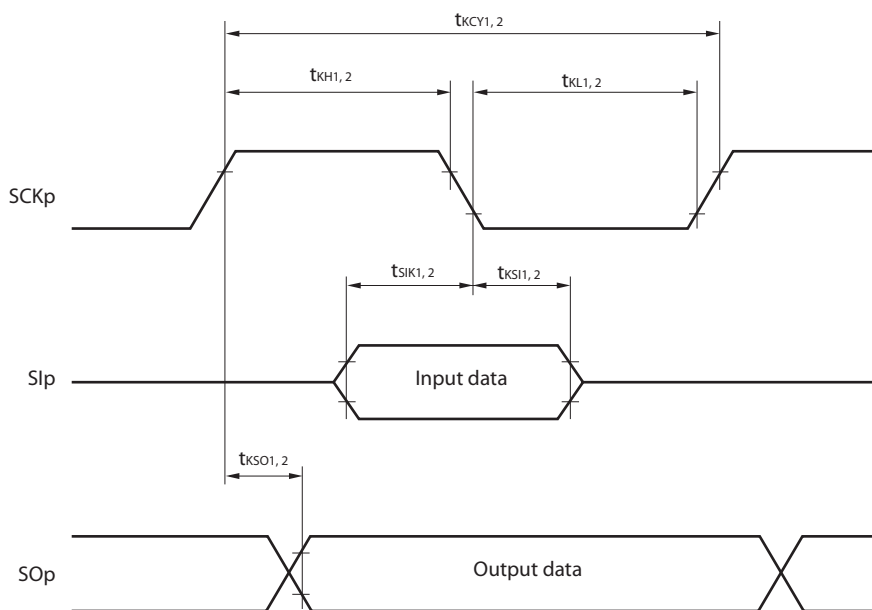 tKCY1, 2
tKH1, 2
tKL1, 2
SCKp
tSIK1, 2
tKSI1, 2
SIp
Input data
tKSO1, 2
SOp
Output data